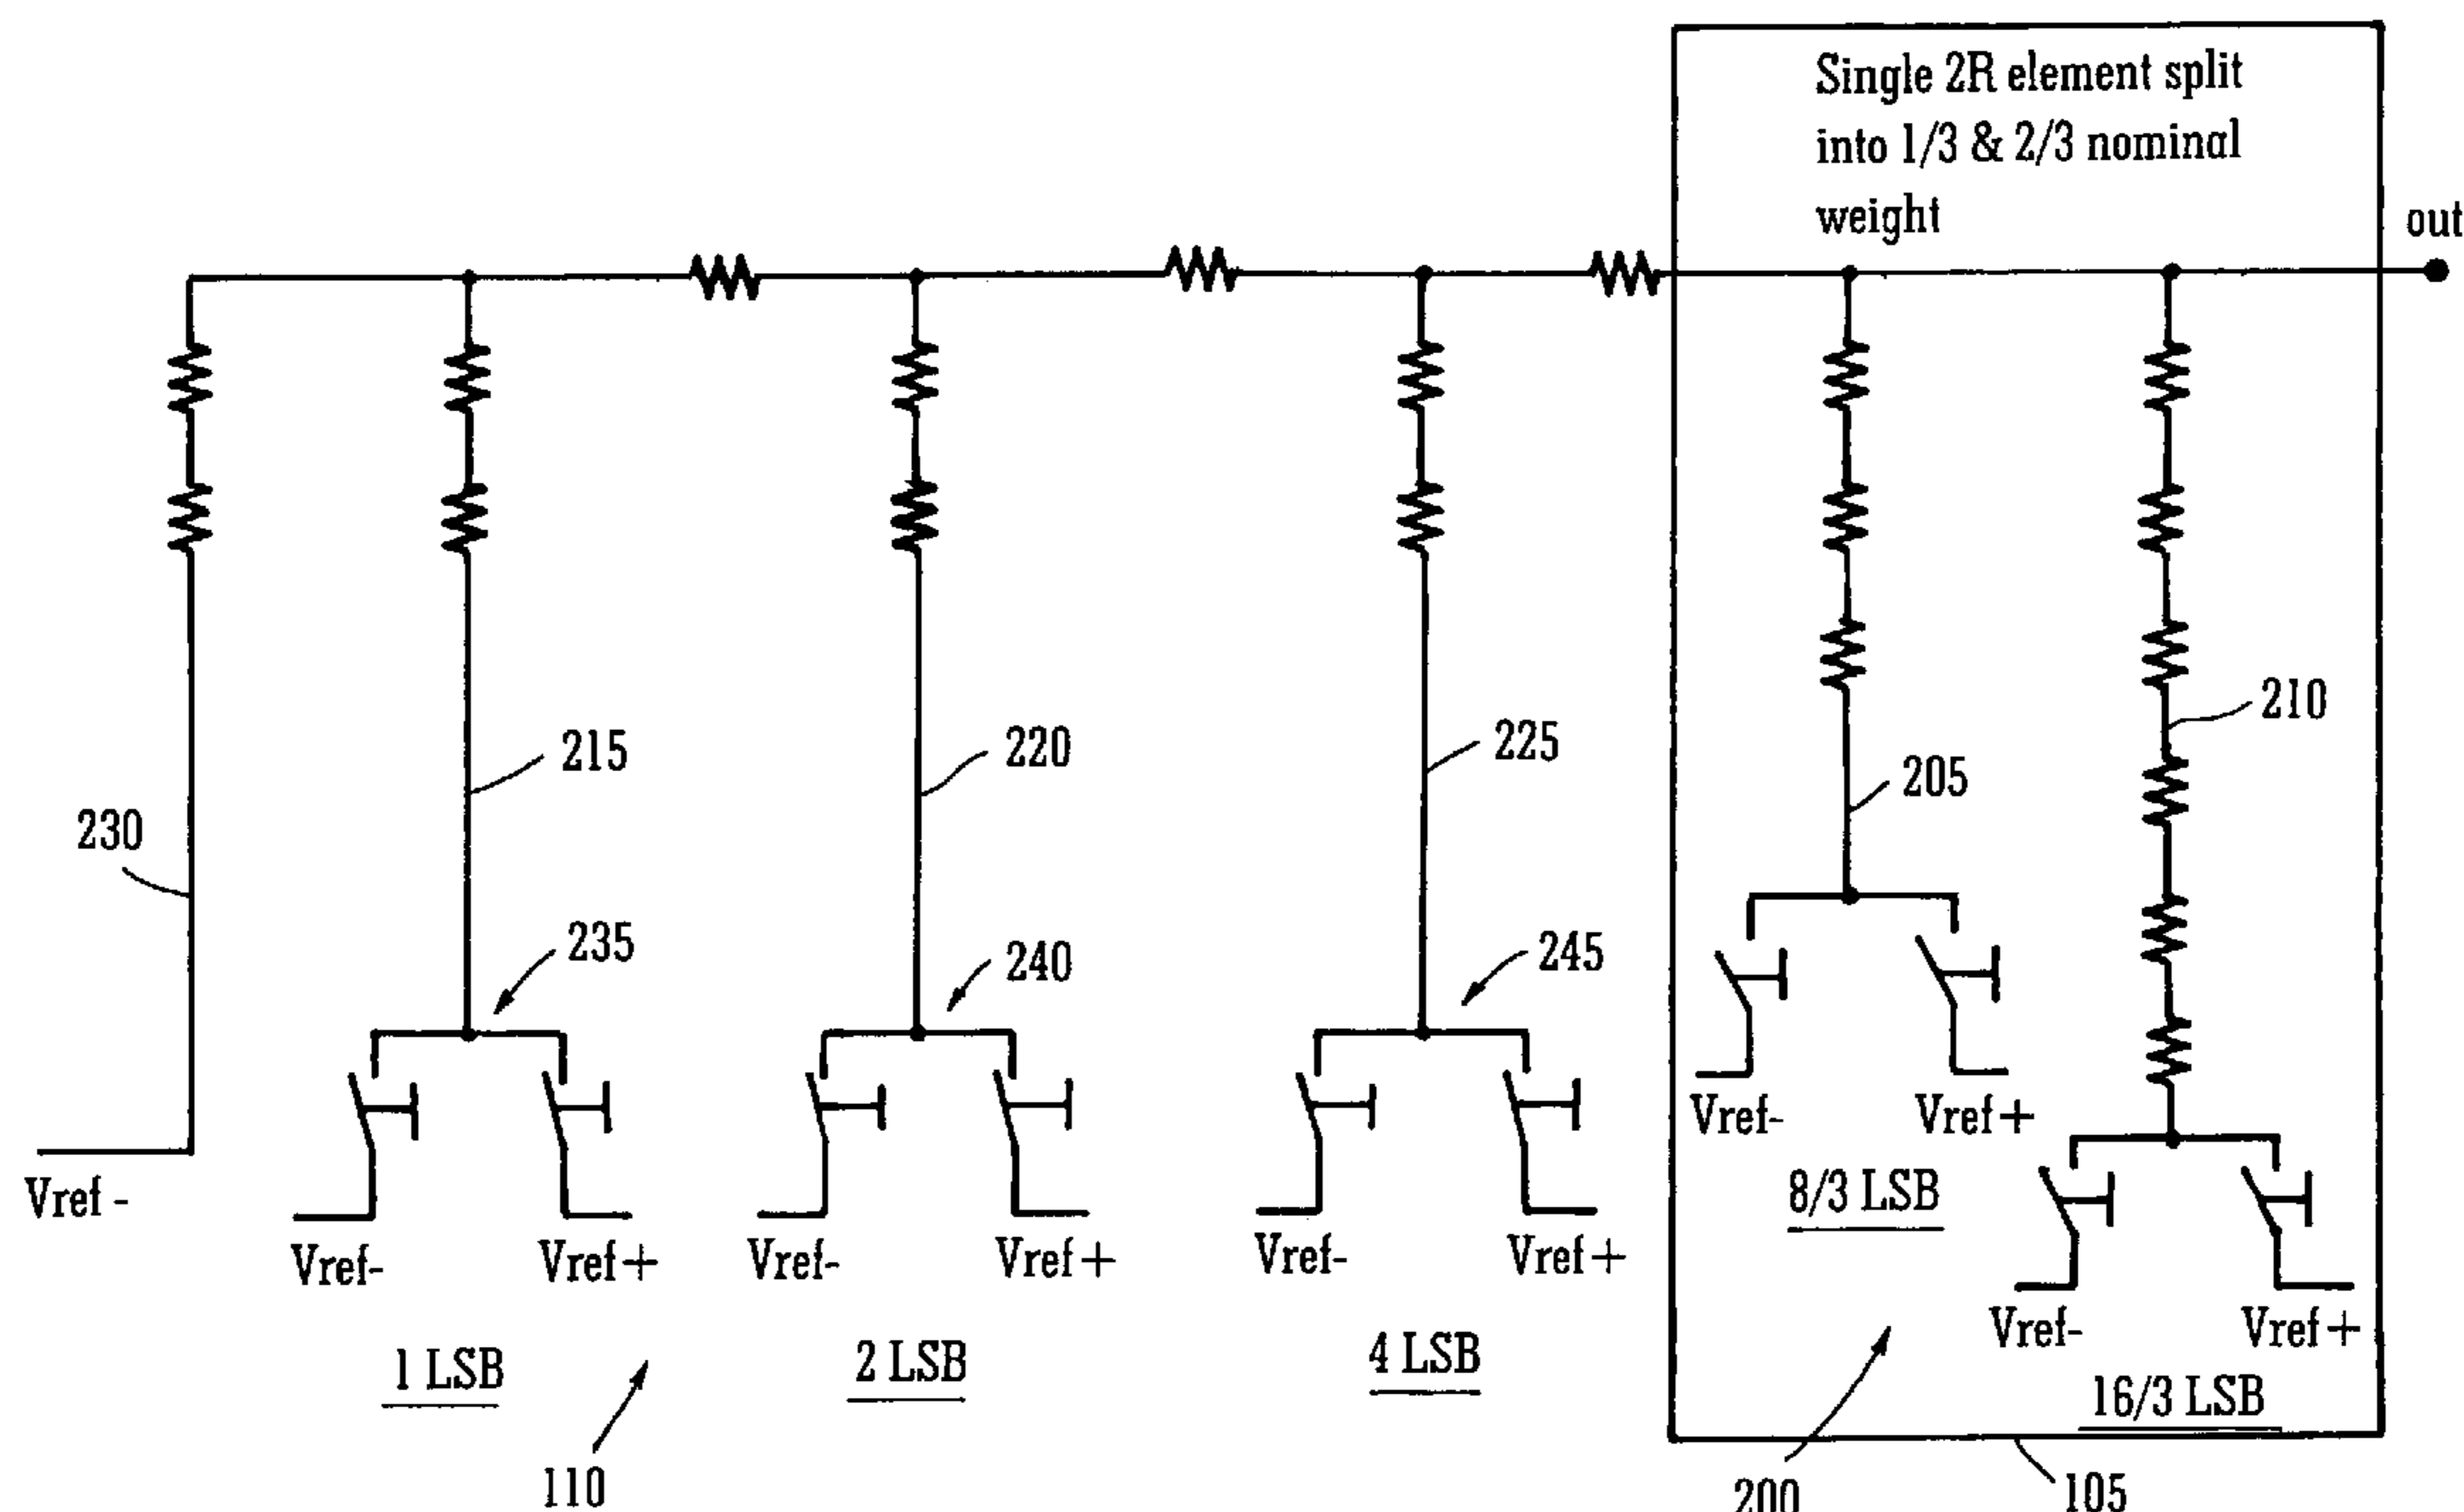 Single 2R element split
into 1/3 & 2/3 nominal
weight
out
210
215
220
225
205
230
235
240
245
Vref -
Vref-
Vref+
Vref-
Vref+
Vref-
Vref+
Vref-
Vref+
8/3 LSB
Vref-
Vref+
1 LSB
2 LSB
4 LSB
16/3 LSB
110
200
105